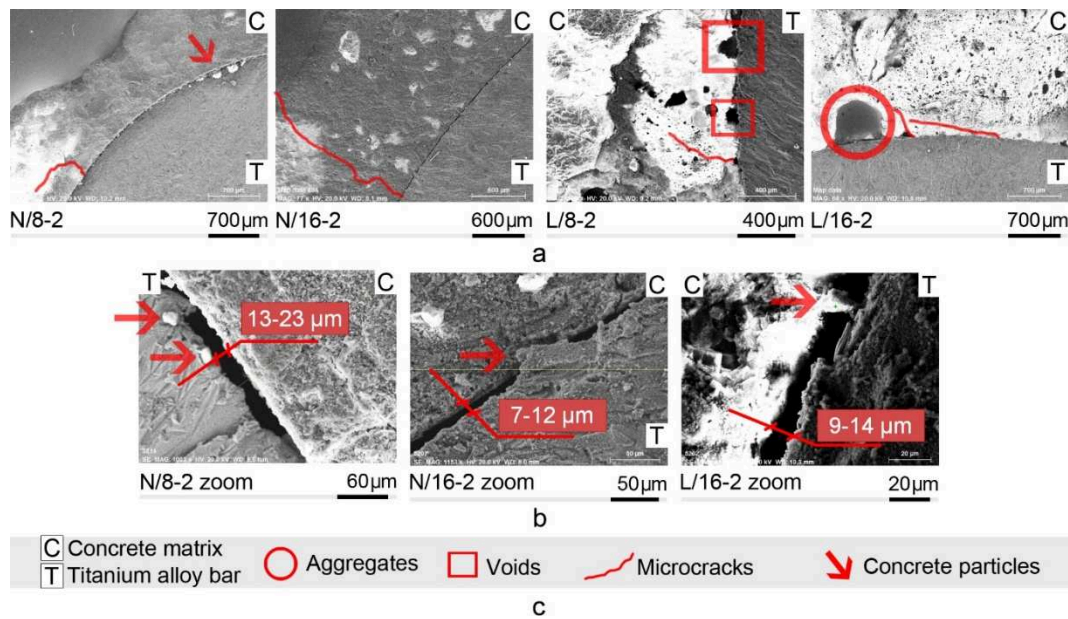 C C C T C
T T T
N/8-2 700µm N/16-2 600µm L/8-2 400µm L/16-2 700µm
a
T C C C T
13-23 µm
7-12 µm 9-14 µm
T
N/8-2 zoom 60µm N/16-2 zoom 50µm L/16-2 zoom 20µm
b
C Concrete matrix
T Titanium alloy bar
Aggregates Voids Microcracks Concrete particles
c